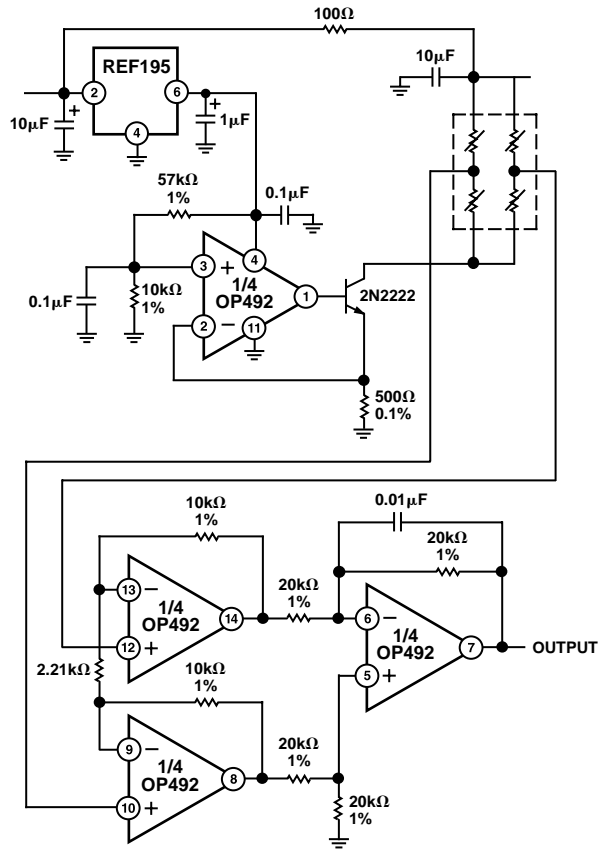 100Ω
REF195
2
6
4
10μF
+
+
1μF
10μF
57kΩ
1%
0.1μF
3
+
4
1/4
OP492
1
2N2222
0.1μF
10kΩ
1%
2
−
11
500Ω
0.1%
10kΩ
1%
0.01μF
20kΩ
1%
13
−
1/4
OP492
14
12
+
20kΩ
1%
6
−
1/4
OP492
7
OUTPUT
5
+
2.21kΩ
10kΩ
1%
9
−
1/4
OP492
8
10
+
20kΩ
1%
20kΩ
1%